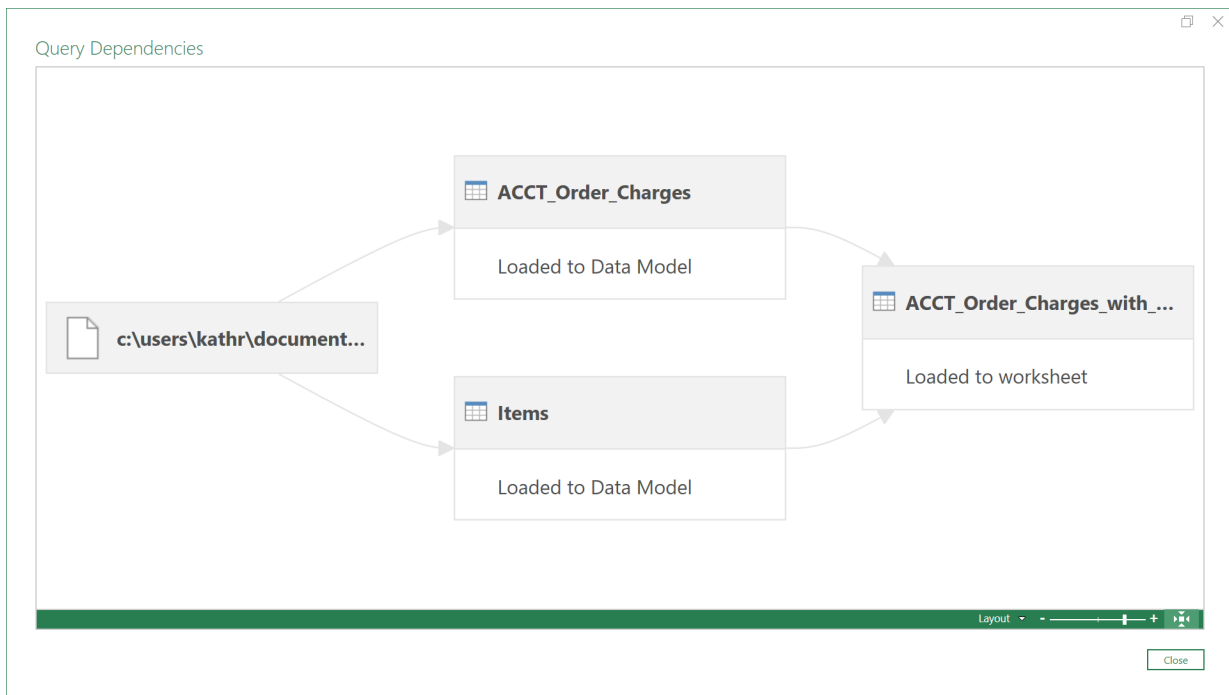 Query Dependencies
ACCT_Order_Charges
Loaded to Data Model
c:\users\kathr\document...
ACCT_Order_Charges_with_...
Loaded to worksheet
Items
Loaded to Data Model
Layout
- +
Close